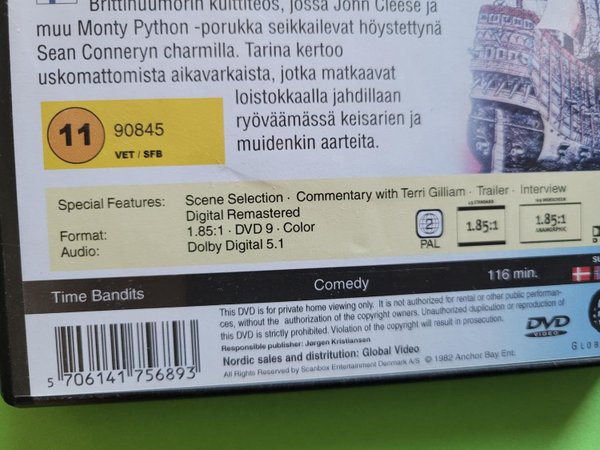 Brittihuumorin kulttiteos, jossa John Cleese ja
muu Monty Python -porukka seikkailevat höystettynä
Sean Conneryn charmilla. Tarina kertoo
uskomattomista aikavarkaista, jotka matkaavat
loistokkaalla jahdillaan
ryöväämässä keisarien ja
muidenkin aarteita.
11 90845
VET / SFB
Special Features: Scene Selection · Commentary with Terri Gilliam · Trailer · Interview
Digital Remastered
Format: 1.85:1 · DVD 9 · Color
Audio: Dolby Digital 5.1
2
PAL
1.85:1
1.85:1
ANAMORPHIC
Time Bandits Comedy 116 min.
This DVD is for private home viewing only. It is not authorized for rental or other public performan-
ces, without the authorization of the copyright owners. Unauthorized duplication or reproduction of
this DVD is strictly prohibited. Violation of the copyright will result in prosecution.
Responsible publisher: Jørgen Kristiansen
Nordic sales and distrubition: Global Video
All Rights Reserved by Scanbox Entertainment Denmark A/S © 1982 Anchor Bay. Ent.
DVD
VIDEO
5 706141 756893